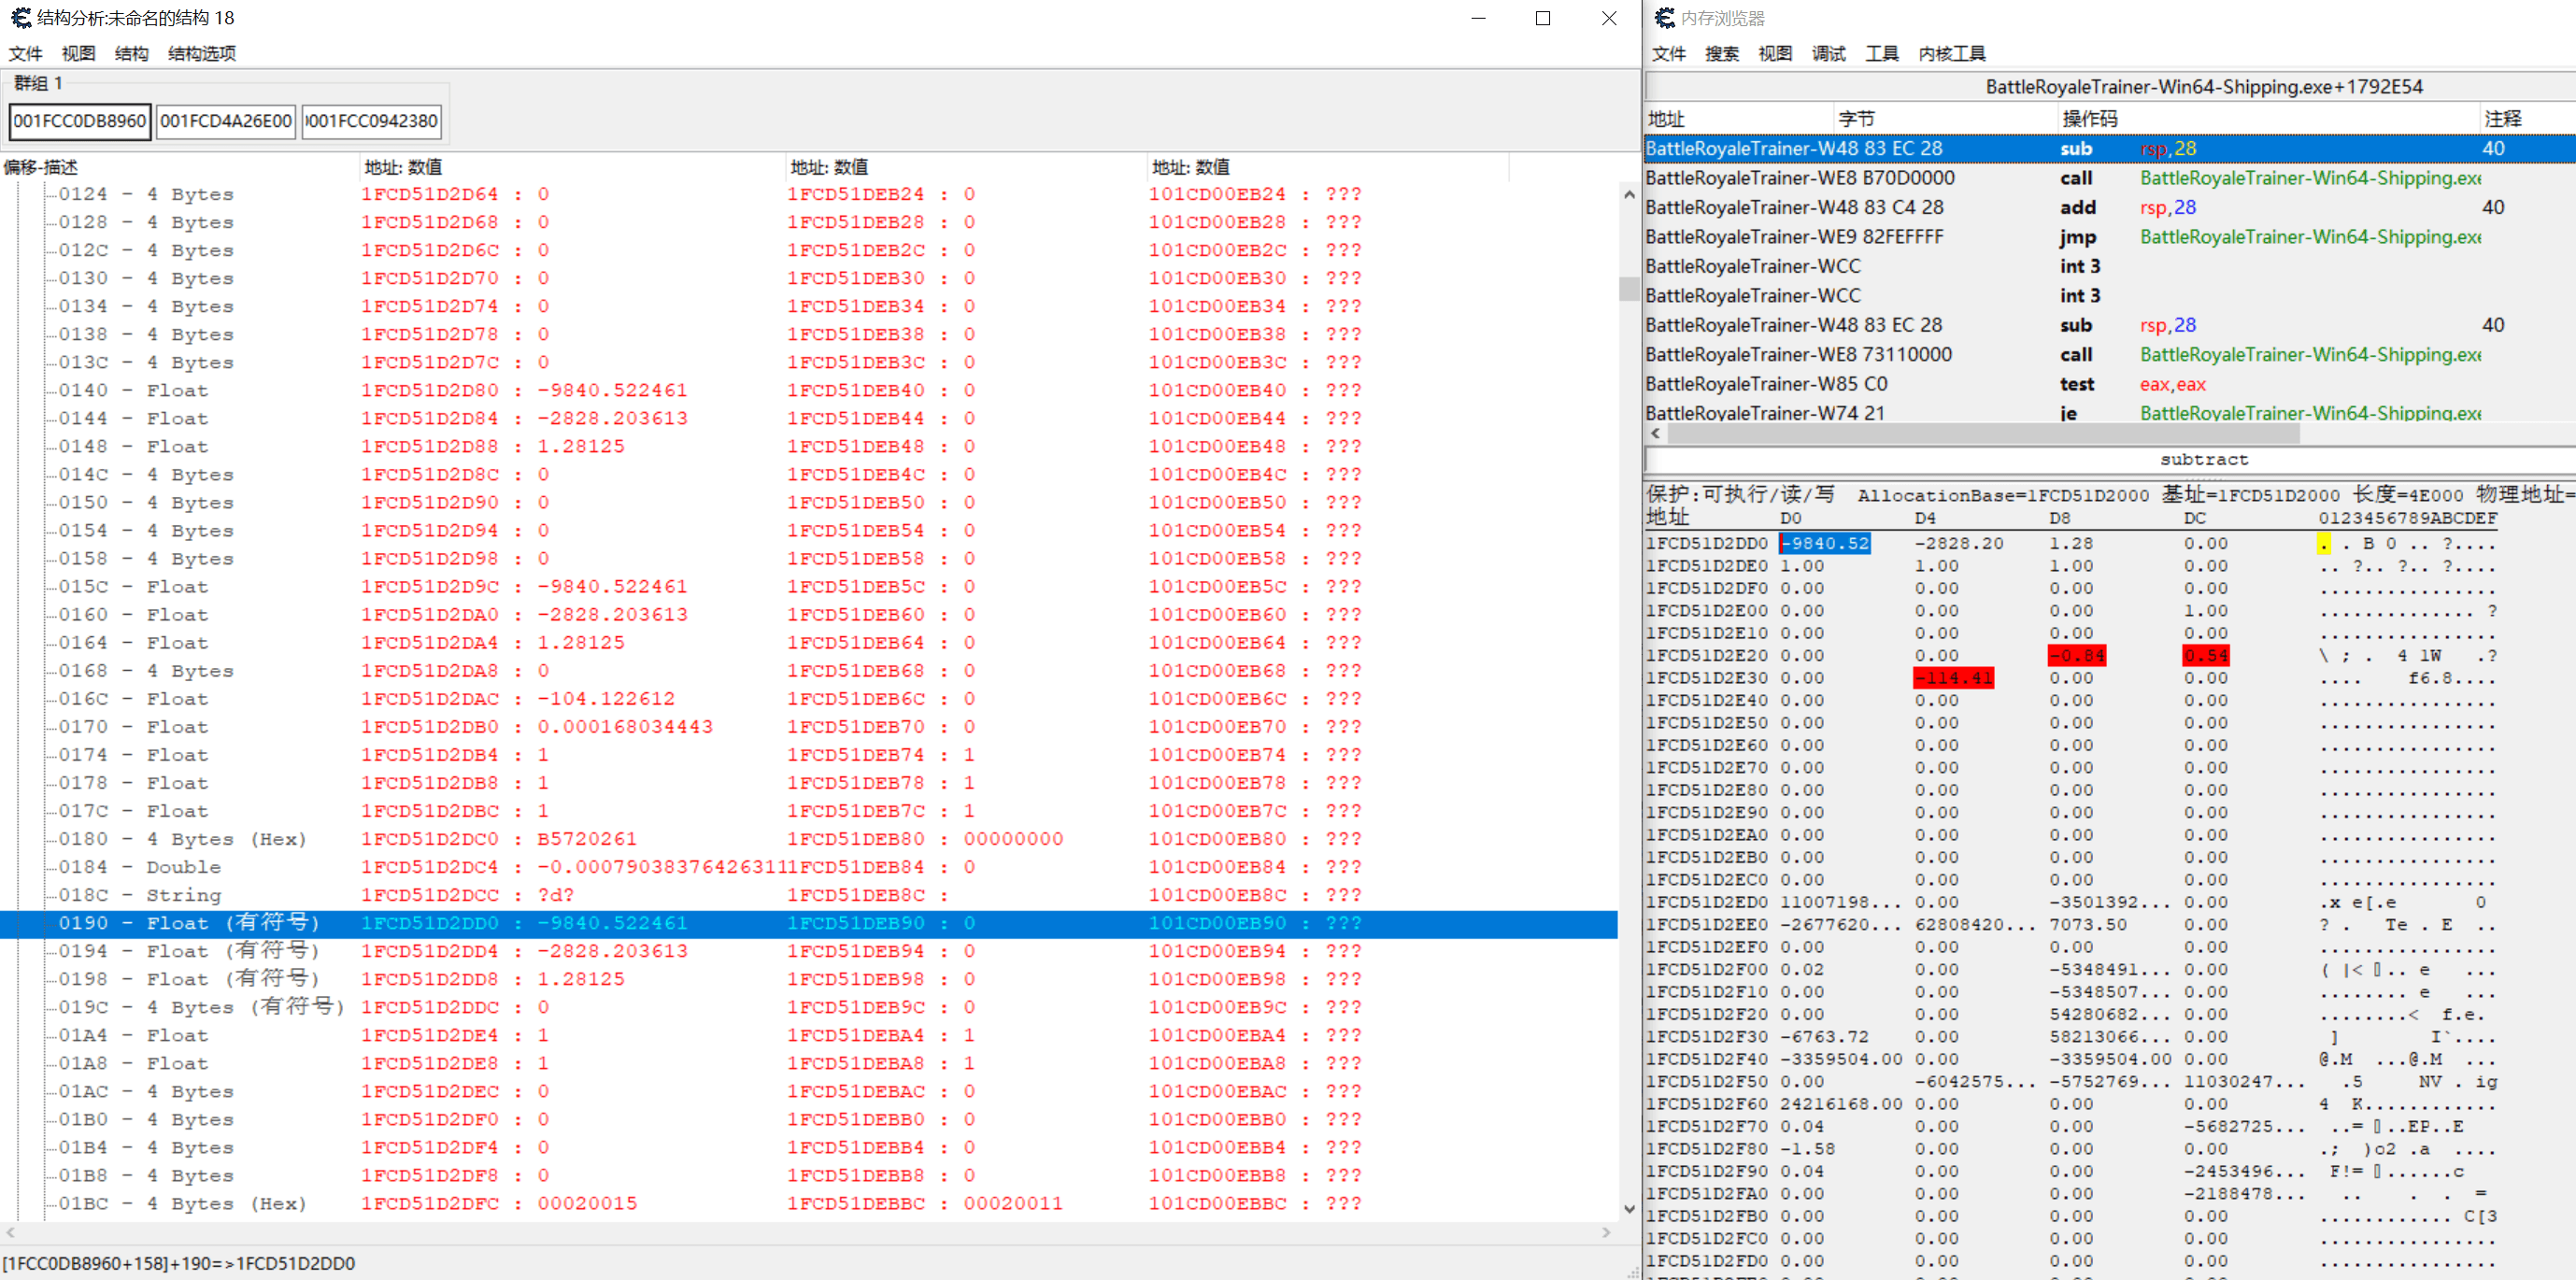 结构分析:未命名的结构 18
文件 视图 结构 结构选项
群组 1
001FCC0DB8960 001FCD4A26E00 001FCC0942380
偏移-描述 地址: 数值 地址: 数值 地址: 数值
0124 - 4 Bytes 1FCD51D2D64 : 0 1FCD51DEB24 : 0 101CD00EB24 : ???
0128 - 4 Bytes 1FCD51D2D68 : 0 1FCD51DEB28 : 0 101CD00EB28 : ???
012C - 4 Bytes 1FCD51D2D6C : 0 1FCD51DEB2C : 0 101CD00EB2C : ???
0130 - 4 Bytes 1FCD51D2D70 : 0 1FCD51DEB30 : 0 101CD00EB30 : ???
0134 - 4 Bytes 1FCD51D2D74 : 0 1FCD51DEB34 : 0 101CD00EB34 : ???
0138 - 4 Bytes 1FCD51D2D78 : 0 1FCD51DEB38 : 0 101CD00EB38 : ???
013C - 4 Bytes 1FCD51D2D7C : 0 1FCD51DEB3C : 0 101CD00EB3C : ???
0140 - Float 1FCD51D2D80 : -9840.522461 1FCD51DEB40 : 0 101CD00EB40 : ???
0144 - Float 1FCD51D2D84 : -2828.203613 1FCD51DEB44 : 0 101CD00EB44 : ???
0148 - Float 1FCD51D2D88 : 1.28125 1FCD51DEB48 : 0 101CD00EB48 : ???
014C - 4 Bytes 1FCD51D2D8C : 0 1FCD51DEB4C : 0 101CD00EB4C : ???
0150 - 4 Bytes 1FCD51D2D90 : 0 1FCD51DEB50 : 0 101CD00EB50 : ???
0154 - 4 Bytes 1FCD51D2D94 : 0 1FCD51DEB54 : 0 101CD00EB54 : ???
0158 - 4 Bytes 1FCD51D2D98 : 0 1FCD51DEB58 : 0 101CD00EB58 : ???
015C - Float 1FCD51D2D9C : -9840.522461 1FCD51DEB5C : 0 101CD00EB5C : ???
0160 - Float 1FCD51D2DA0 : -2828.203613 1FCD51DEB60 : 0 101CD00EB60 : ???
0164 - Float 1FCD51D2DA4 : 1.28125 1FCD51DEB64 : 0 101CD00EB64 : ???
0168 - 4 Bytes 1FCD51D2DA8 : 0 1FCD51DEB68 : 0 101CD00EB68 : ???
016C - Float 1FCD51D2DAC : -104.122612 1FCD51DEB6C : 0 101CD00EB6C : ???
0170 - Float 1FCD51D2DB0 : 0.000168034443 1FCD51DEB70 : 0 101CD00EB70 : ???
0174 - Float 1FCD51D2DB4 : 1 1FCD51DEB74 : 1 101CD00EB74 : ???
0178 - Float 1FCD51D2DB8 : 1 1FCD51DEB78 : 1 101CD00EB78 : ???
017C - Float 1FCD51D2DBC : 1 1FCD51DEB7C : 1 101CD00EB7C : ???
0180 - 4 Bytes (Hex) 1FCD51D2DC0 : B5720261 1FCD51DEB80 : 00000000 101CD00EB80 : ???
0184 - Double 1FCD51D2DC4 : -0.000790383764263111FCD51DEB84 : 0 101CD00EB84 : ???
018C - String 1FCD51D2DCC : ?d? 1FCD51DEB8C : 101CD00EB8C : ???
0190 - Float (有符号) 1FCD51D2DD0 : -9840.522461 1FCD51DEB90 : 0 101CD00EB90 : ???
0194 - Float (有符号) 1FCD51D2DD4 : -2828.203613 1FCD51DEB94 : 0 101CD00EB94 : ???
0198 - Float (有符号) 1FCD51D2DD8 : 1.28125 1FCD51DEB98 : 0 101CD00EB98 : ???
019C - 4 Bytes (有符号) 1FCD51D2DDC : 0 1FCD51DEB9C : 0 101CD00EB9C : ???
01A4 - Float 1FCD51D2DE4 : 1 1FCD51DEBA4 : 1 101CD00EBA4 : ???
01A8 - Float 1FCD51D2DE8 : 1 1FCD51DEBA8 : 1 101CD00EBA8 : ???
01AC - 4 Bytes 1FCD51D2DEC : 0 1FCD51DEBAC : 0 101CD00EBAC : ???
01B0 - 4 Bytes 1FCD51D2DF0 : 0 1FCD51DEBB0 : 0 101CD00EBB0 : ???
01B4 - 4 Bytes 1FCD51D2DF4 : 0 1FCD51DEBB4 : 0 101CD00EBB4 : ???
01B8 - 4 Bytes 1FCD51D2DF8 : 0 1FCD51DEBB8 : 0 101CD00EBB8 : ???
01BC - 4 Bytes (Hex) 1FCD51D2DFC : 00020015 1FCD51DEBBC : 00020011 101CD00EBBC : ???
[1FCC0DB8960+158]+190=>1FCD51D2DD0
内存浏览器
文件 搜索 视图 调试 工具 内核工具
BattleRoyaleTrainer-Win64-Shipping.exe+1792E54
地址 字节 操作码 注释
BattleRoyaleTrainer-W48 83 EC 28 sub rsp,28 40
BattleRoyaleTrainer-WE8 B70D0000 call BattleRoyaleTrainer-Win64-Shipping.exe
BattleRoyaleTrainer-W48 83 C4 28 add rsp,28 40
BattleRoyaleTrainer-WE9 82FEFFFF jmp BattleRoyaleTrainer-Win64-Shipping.exe
BattleRoyaleTrainer-WCC int 3
BattleRoyaleTrainer-WCC int 3
BattleRoyaleTrainer-W48 83 EC 28 sub rsp,28 40
BattleRoyaleTrainer-WE8 73110000 call BattleRoyaleTrainer-Win64-Shipping.exe
BattleRoyaleTrainer-W85 C0 test eax,eax
BattleRoyaleTrainer-W74 21 je BattleRoyaleTrainer-Win64-Shipping.exe
subtract
保护:可执行/读/写 AllocationBase=1FCD51D2000 基址=1FCD51D2000 长度=4E000 物理地址=
地址 D0 D4 D8 DC 0123456789ABCDEF
1FCD51D2DD0 -9840.52 -2828.20 1.28 0.00 . . B 0 .. ?....
1FCD51D2DE0 1.00 1.00 1.00 0.00 .. ?.. ?.. ?....
1FCD51D2DF0 0.00 0.00 0.00 0.00 ................
1FCD51D2E00 0.00 0.00 0.00 1.00 .............. ?
1FCD51D2E10 0.00 0.00 0.00 0.00 ................
1FCD51D2E20 0.00 0.00 -0.84 0.54 \ ; . 4 lW .?
1FCD51D2E30 0.00 -114.41 0.00 0.00 .... f6.8....
1FCD51D2E40 0.00 0.00 0.00 0.00 ................
1FCD51D2E50 0.00 0.00 0.00 0.00 ................
1FCD51D2E60 0.00 0.00 0.00 0.00 ................
1FCD51D2E70 0.00 0.00 0.00 0.00 ................
1FCD51D2E80 0.00 0.00 0.00 0.00 ................
1FCD51D2E90 0.00 0.00 0.00 0.00 ................
1FCD51D2EA0 0.00 0.00 0.00 0.00 ................
1FCD51D2EB0 0.00 0.00 0.00 0.00 ................
1FCD51D2EC0 0.00 0.00 0.00 0.00 ................
1FCD51D2ED0 11007198... 0.00 -3501392... 0.00 .x e[.e 0
1FCD51D2EE0 -2677620... 62808420... 7073.50 0.00 ? . Te . E ..
1FCD51D2EF0 0.00 0.00 0.00 0.00 ................
1FCD51D2F00 0.02 0.00 -5348491... 0.00 ( |< .. e ...
1FCD51D2F10 0.00 0.00 -5348507... 0.00 ........ e ...
1FCD51D2F20 0.00 0.00 54280682... 0.00 ........< f.e.
1FCD51D2F30 -6763.72 0.00 58213066... 0.00 ] I`....
1FCD51D2F40 -3359504.00 0.00 -3359504.00 0.00 @.M ...@.M ...
1FCD51D2F50 0.00 -6042575... -5752769... 11030247... .5 NV . ig
1FCD51D2F60 24216168.00 0.00 0.00 0.00 4 K............
1FCD51D2F70 0.04 0.00 0.00 -5682725... ..= ..EP..E
1FCD51D2F80 -1.58 0.00 0.00 0.00 .; )o2 .a ....
1FCD51D2F90 0.04 0.00 0.00 -2453496... F!= ......c
1FCD51D2FA0 0.00 0.00 0.00 -2188478... .. . . =
1FCD51D2FB0 0.00 0.00 0.00 0.00 ............ C[3
1FCD51D2FC0 0.00 0.00 0.00 0.00 ................
1FCD51D2FD0 0.00 0.00 0.00 0.00 ................